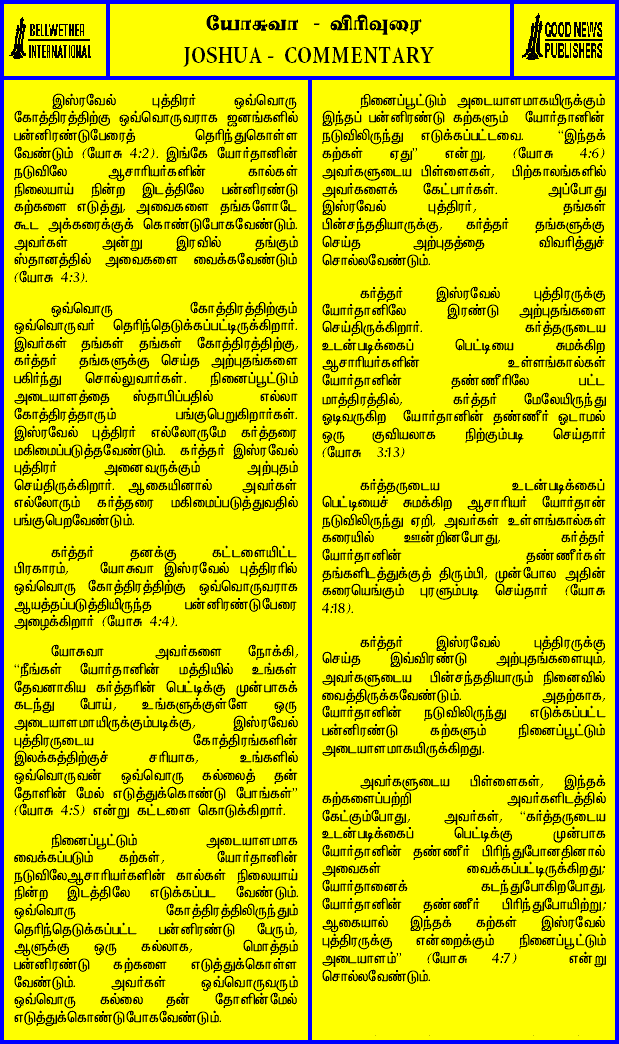 BELLWETHER
INTERNATIONAL
யோசுவா - விரிவுரை
JOSHUA - COMMENTARY
GOOD NEWS
PUBLISHERS
இஸ்ரவேல் புத்திரர் ஒவ்வொரு
கோத்திரத்திற்கு ஒவ்வொருவராக ஜனங்களில்
பன்னிரண்டுபேரைத் தெரிந்துகொள்ள
வேண்டும் (யோசு 4:2). இங்கே யோர்தானின்
நடுவிலே ஆசாரியர்களின் கால்கள்
நிலையாய் நின்ற இடத்திலே பன்னிரண்டு
கற்களை எடுத்து, அவைகளை தங்களோடே
கூட அக்கரைக்குக் கொண்டுபோகவேண்டும்.
அவர்கள் அன்று இரவில் தங்கும்
ஸ்தானத்தில் அவைகளை வைக்கவேண்டும்
(யோசு 4:3).
ஒவ்வொரு கோத்திரத்திற்கும்
ஒவ்வொருவர் தெரிந்தெடுக்கப்பட்டிருக்கிறார்.
இவர்கள் தங்கள் தங்கள் கோத்திரத்திற்கு,
கர்த்தர் தங்களுக்கு செய்த அற்புதங்களை
பகிர்ந்து சொல்லுவார்கள். நினைப்பூட்டும்
அடையாளத்தை ஸ்தாபிப்பதில் எல்லா
கோத்திரத்தாரும் பங்குபெறுகிறார்கள்.
இஸ்ரவேல் புத்திரர் எல்லோருமே கர்த்தரை
மகிமைப்படுத்தவேண்டும். கர்த்தர் இஸ்ரவேல்
புத்திரர் அனைவருக்கும் அற்புதம்
செய்திருக்கிறார். ஆகையினால் அவர்கள்
எல்லோரும் கர்த்தரை மகிமைப்படுத்துவதில்
பங்குபெறவேண்டும்.
கர்த்தர் தனக்கு கட்டளையிட்ட
பிரகாரம், யோசுவா இஸ்ரவேல் புத்திரரில்
ஒவ்வொரு கோத்திரத்திற்கு ஒவ்வொருவராக
ஆயத்தப்படுத்தியிருந்த பன்னிரண்டுபேரை
அழைக்கிறார் (யோசு 4:4).
யோசுவா அவர்களை நோக்கி,
“நீங்கள் யோர்தானின் மத்தியில் உங்கள்
தேவனாகிய கர்த்தரின் பெட்டிக்கு முன்பாகக்
கடந்து போய், உங்களுக்குள்ளே ஒரு
அடையாளமாயிருக்கும்படிக்கு, இஸ்ரவேல்
புத்திரருடைய கோத்திரங்களின்
இலக்கத்திற்குச் சரியாக, உங்களில்
ஒவ்வொருவன் ஒவ்வொரு கல்லைத் தன்
தோளின் மேல் எடுத்துக்கொண்டு போங்கள்”
(யோசு 4:5) என்று கட்டளை கொடுக்கிறார்.
நினைப்பூட்டும் அடையாளமாக
வைக்கப்படும் கற்கள், யோர்தானின்
நடுவிலேஆசாரியர்களின் கால்கள் நிலையாய்
நின்ற இடத்திலே எடுக்கப்பட வேண்டும்.
ஒவ்வொரு கோத்திரத்திலிருந்தும்
தெரிந்தெடுக்கப்பட்ட பன்னிரண்டு பேரும்,
ஆளுக்கு ஒரு கல்லாக, மொத்தம்
பன்னிரண்டு கற்களை எடுத்துக்கொள்ள
வேண்டும். அவர்கள் ஒவ்வொருவரும்
ஒவ்வொரு கல்லை தன் தோளின்மேல்
எடுத்துக்கொண்டுபோகவேண்டும்.
நினைப்பூட்டும் அடையாளமாகயிருக்கும்
இந்தப் பன்னிரண்டு கற்களும் யோர்தானின்
நடுவிலிருந்து எடுக்கப்பட்டவை. “இந்தக்
கற்கள் ஏது” என்று, (யோசு 4:6)
அவர்களுடைய பிள்ளைகள், பிற்காலங்களில்
அவர்களைக் கேட்பார்கள். அப்போது
இஸ்ரவேல் புத்திரர், தங்கள்
பின்சந்ததியாருக்கு, கர்த்தர் தங்களுக்கு
செய்த அற்புதத்தை விவரித்துச்
சொல்லவேண்டும்.
கர்த்தர் இஸ்ரவேல் புத்திரருக்கு
யோர்தானிலே இரண்டு அற்புதங்களை
செய்திருக்கிறார். கர்த்தருடைய
உடன்படிக்கைப் பெட்டியை சுமக்கிற
ஆசாரியர்களின் உள்ளங்கால்கள்
யோர்தானின் தண்ணீரிலே பட்ட
மாத்திரத்தில், கர்த்தர் மேலேயிருந்து
ஓடிவருகிற யோர்தானின் தண்ணீர் ஓடாமல்
ஒரு குவியலாக நிற்கும்படி செய்தார்
(யோசு 3:13)
கர்த்தருடைய உடன்படிக்கைப்
பெட்டியைச் சுமக்கிற ஆசாரியர் யோர்தான்
நடுவிலிருந்து ஏறி, அவர்கள் உள்ளங்கால்கள்
கரையில் ஊன்றினபோது, கர்த்தர்
யோர்தானின் தண்ணீர்கள்
தங்களிடத்துக்குத் திரும்பி, முன்போல அதின்
கரையெங்கும் புரளும்படி செய்தார் (யோசு
4:18).
கர்த்தர் இஸ்ரவேல் புத்திரருக்கு
செய்த இவ்விரண்டு அற்புதங்களையும்,
அவர்களுடைய பின்சந்ததியாரும் நினைவில்
வைத்திருக்கவேண்டும். அதற்காக,
யோர்தானின் நடுவிலிருந்து எடுக்கப்பட்ட
பன்னிரண்டு கற்களும் நினைப்பூட்டும்
அடையாளமாகயிருக்கிறது.
அவர்களுடைய பிள்ளைகள், இந்தக்
கற்களைப்பற்றி அவர்களிடத்தில்
கேட்கும்போது, அவர்கள், “கர்த்தருடைய
உடன்படிக்கைப் பெட்டிக்கு முன்பாக
யோர்தானின் தண்ணீர் பிரிந்துபோனதினால்
அவைகள் வைக்கப்பட்டிருக்கிறது;
யோர்தானைக் கடந்துபோகிறபோது,
யோர்தானின் தண்ணீர் பிரிந்துபோயிற்று;
ஆகையால் இந்தக் கற்கள் இஸ்ரவேல்
புத்திரருக்கு என்றைக்கும் நினைப்பூட்டும்
அடையாளம்” (யோசு 4:7) என்று
சொல்லவேண்டும்.